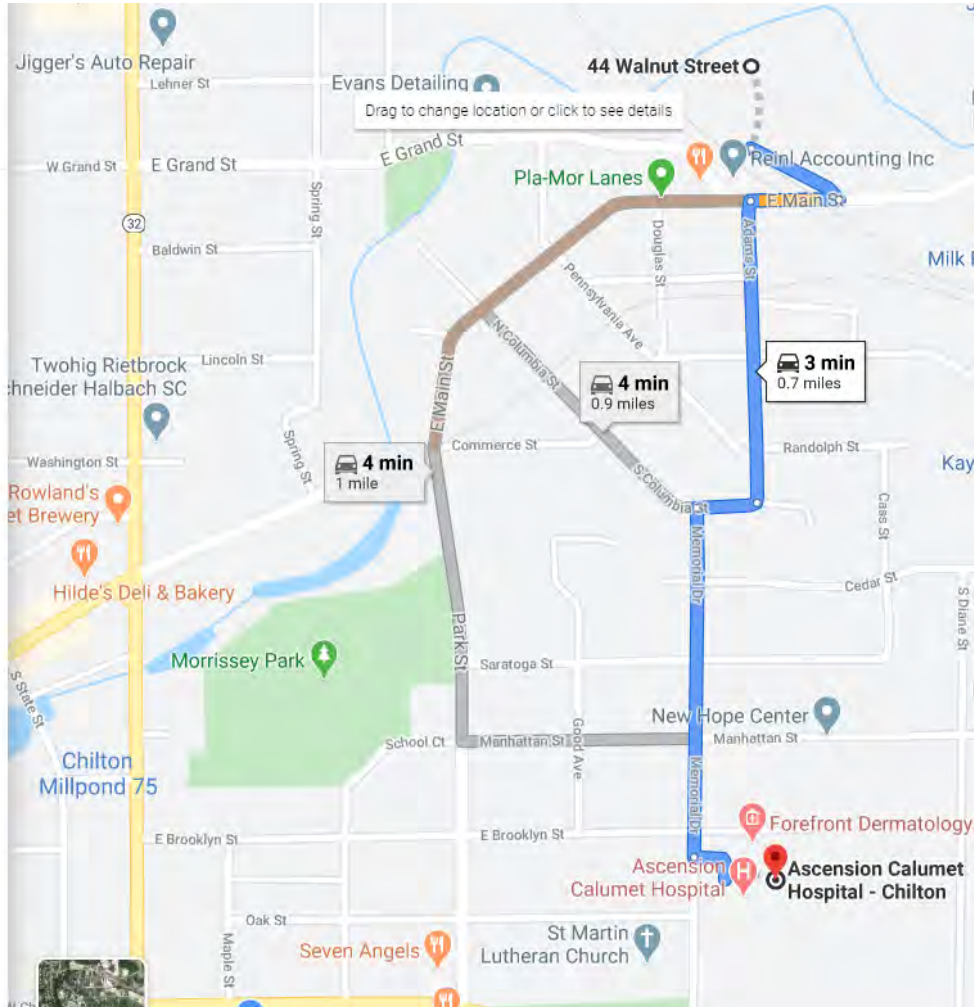 Jigger's Auto Repair
Lehner St
Evans Detailing
44 Walnut Street
Drag to change location or click to see details
W Grand St
E Grand St
E Grand St
Reinl Accounting Inc
Pla-Mor Lanes
E Main St
Spring St
32
Baldwin St
Douglas St
Adams St
Milk
Pennsylvania Ave
N Columbia St
Lincoln St
Twohig Rietbrock
chneider Halbach SC
E Main St
3 min
0.7 miles
4 min
0.9 miles
Spring St
Commerce St
Randolph St
4 min
1 mile
Washington St
Kay
S Columbia St
Rowland's
et Brewery
Cass St
Memorial Dr
Hilde's Deli & Bakery
Cedar St
S Diane St
Park St
Morrissey Park
Saratoga St
S State St
New Hope Center
School Ct
Manhattan St
Good Ave
Manhattan St
Chilton
Millpond 75
Memorial Dr
E Brooklyn St
E Brooklyn St
Forefront Dermatology
Ascension
Calumet Hospital
H
Ascension Calumet
Hospital - Chilton
Oak St
Maple St
Seven Angels
St Martin
Lutheran Church